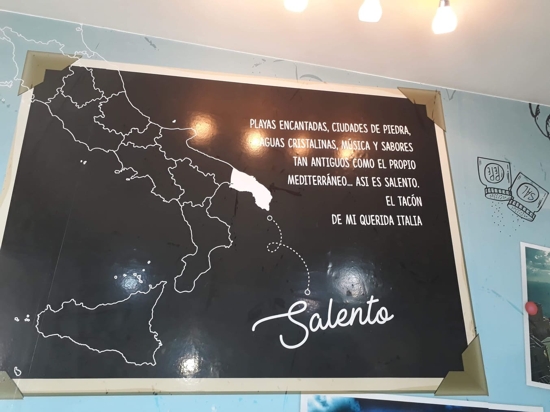 PLAYAS ENCANTADAS, CIUDADES DE PIEDRA,
AGUAS CRISTALINAS, MÚSICA Y SABORES
TAN ANTIGUOS COMO EL PROPIO
MEDITERRÁNEO... ASI ES SALENTO.
EL TACÓN
DE MI QUERIDA ITALIA
Salento